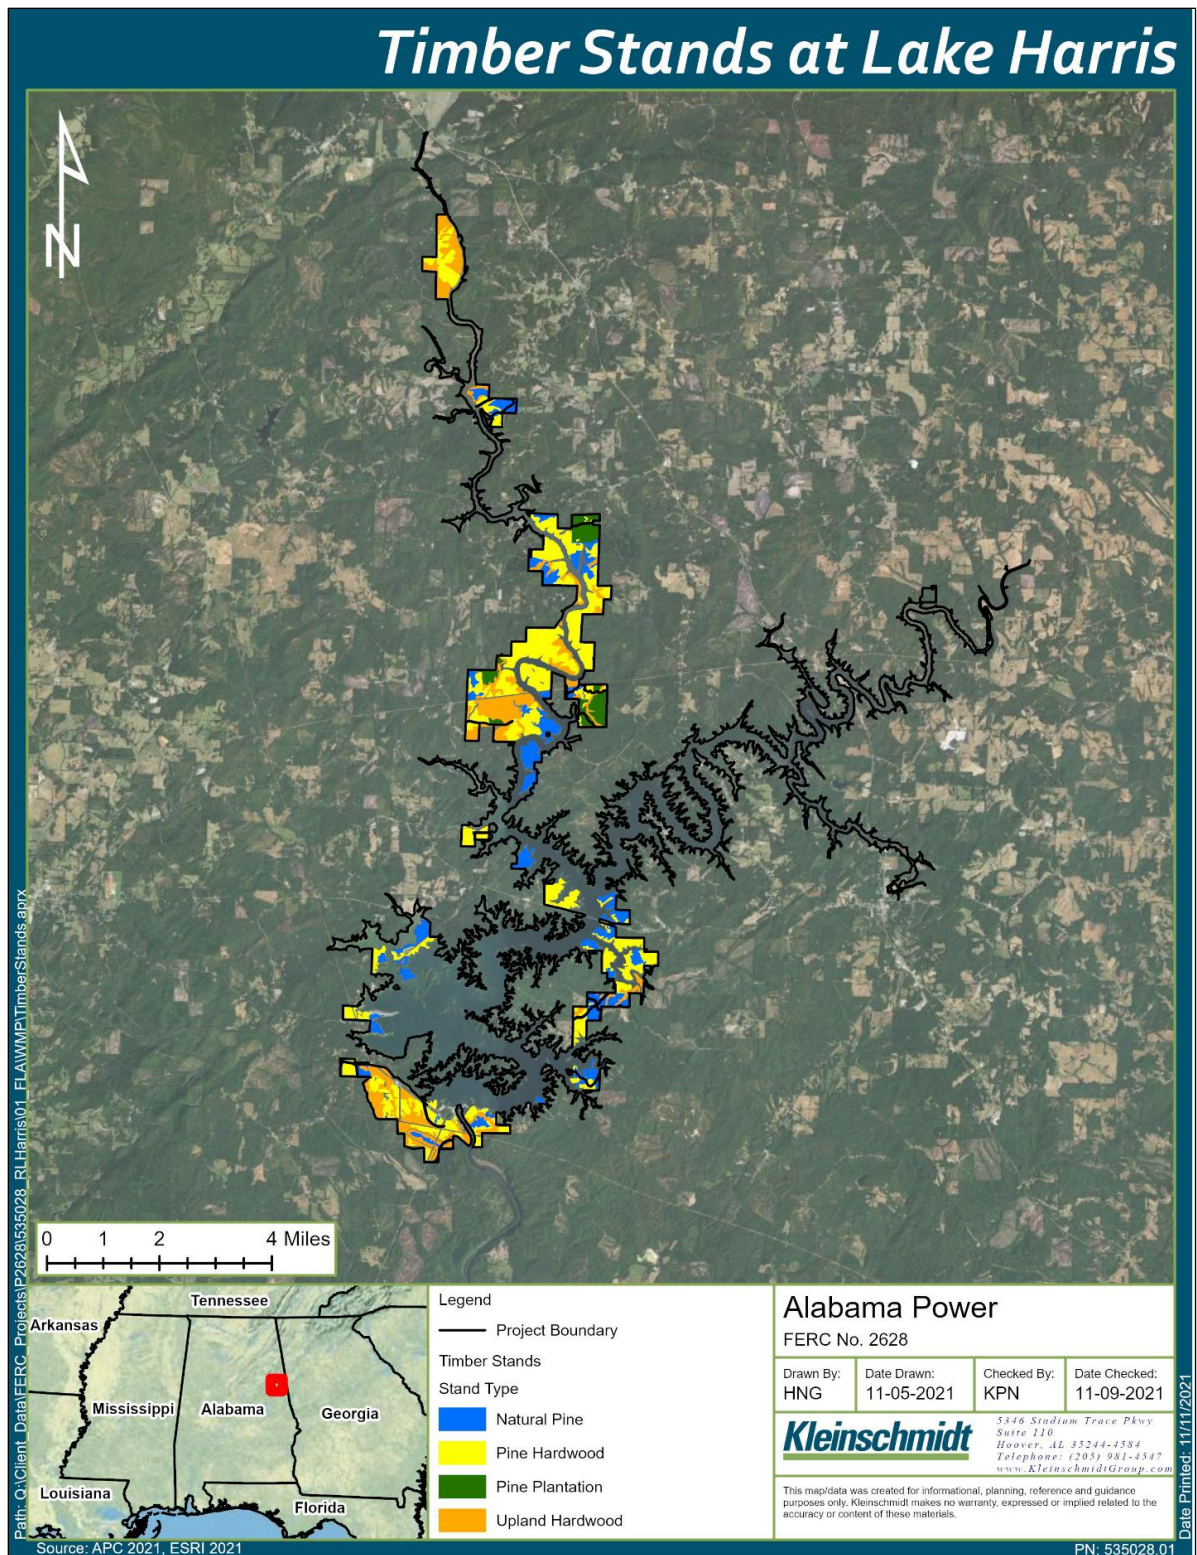 Timber Stands at Lake Harris
N
0 1 2 4 Miles
Tennessee
Arkansas
Mississippi
Alabama
Georgia
Louisiana
Florida
Legend
Project Boundary
Timber Stands
Stand Type
Natural Pine
Pine Hardwood
Pine Plantation
Upland Hardwood
Alabama Power
FERC No. 2628
Drawn By:
HNG
Date Drawn:
11-05-2021
Checked By:
KPN
Date Checked:
11-09-2021
Kleinschmidt
5346 Stadium Trace Pkwy
Suite 110
Hoover, AL 35244-4584
Telephone: (205) 981-4547
www.KleinschmidtGroup.com
This map/data was created for informational, planning, reference and guidance
purposes only. Kleinschmidt makes no warranty, expressed or implied related to the
accuracy or content of these materials.
Path: Q:\Client_Data\FERC_Projects\P2628\535028_RLHarris\01_FLA\WMP\TimberStands.aprx
Date Printed: 11/11/2021
Source: APC 2021, ESRI 2021
PN: 535028.01